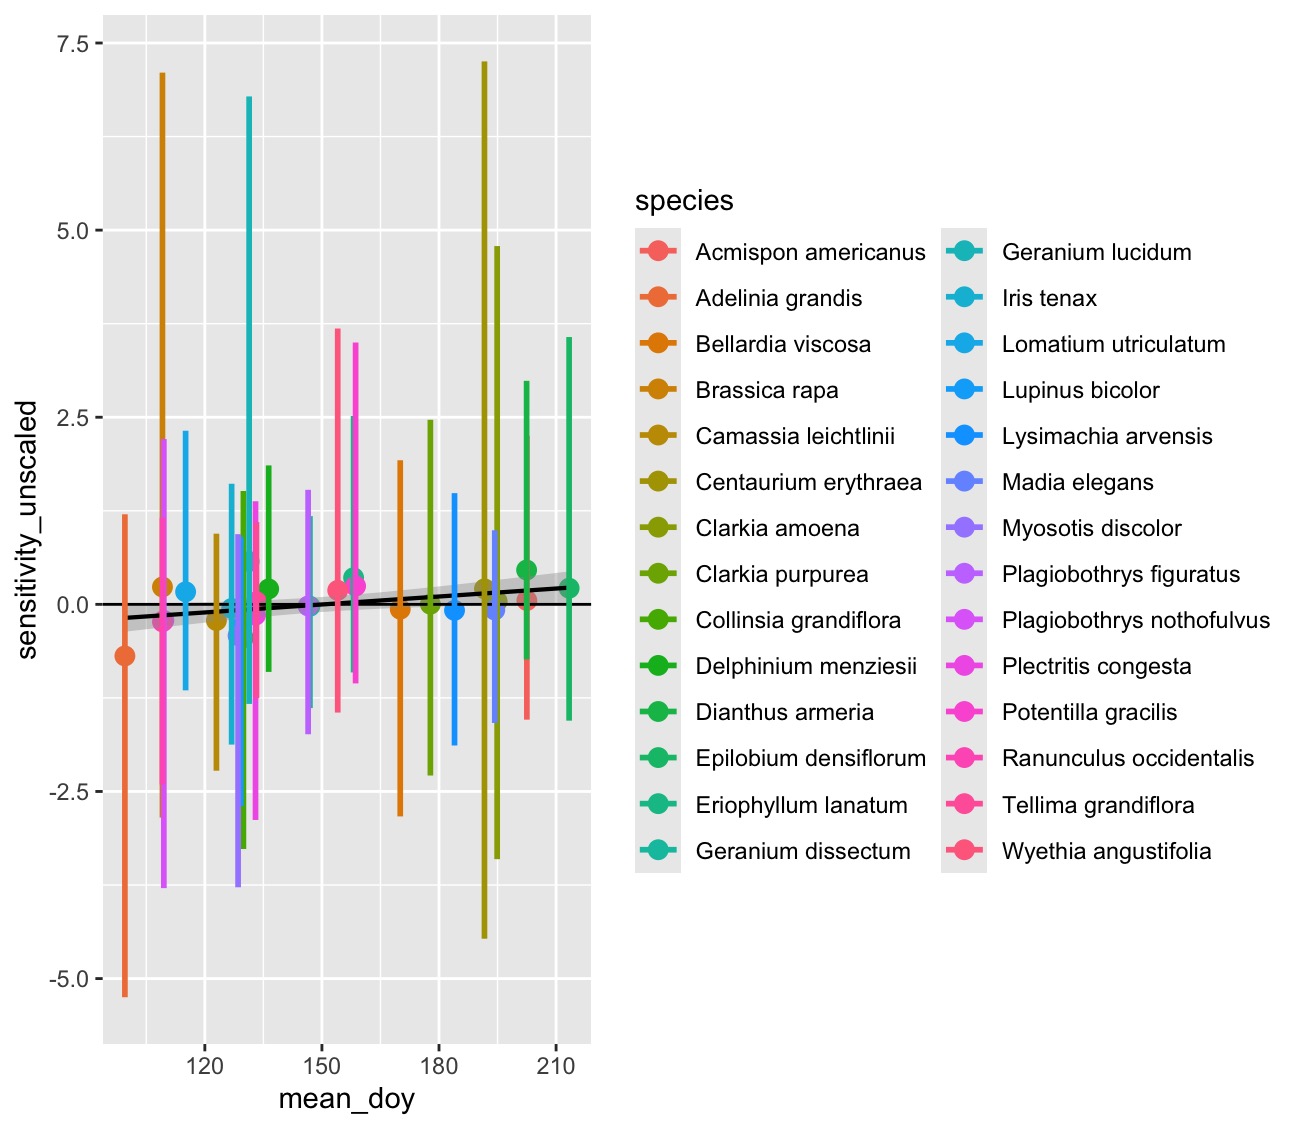 7.5
5.0
2.5
0.0
-2.5
-5.0
sensitivity_unscaled
120 150 180 210
mean_doy
species
Acmispon americanus
Adelinia grandis
Bellardia viscosa
Brassica rapa
Camassia leichtlinii
Centaurium erythraea
Clarkia amoena
Clarkia purpurea
Collinsia grandiflora
Delphinium menziesii
Dianthus armeria
Epilobium densiflorum
Eriophyllum lanatum
Geranium dissectum
Geranium lucidum
Iris tenax
Lomatium utriculatum
Lupinus bicolor
Lysimachia arvensis
Madia elegans
Myosotis discolor
Plagiobothrys figuratus
Plagiobothrys nothofulvus
Plectritis congesta
Potentilla gracilis
Ranunculus occidentalis
Tellima grandiflora
Wyethia angustifolia